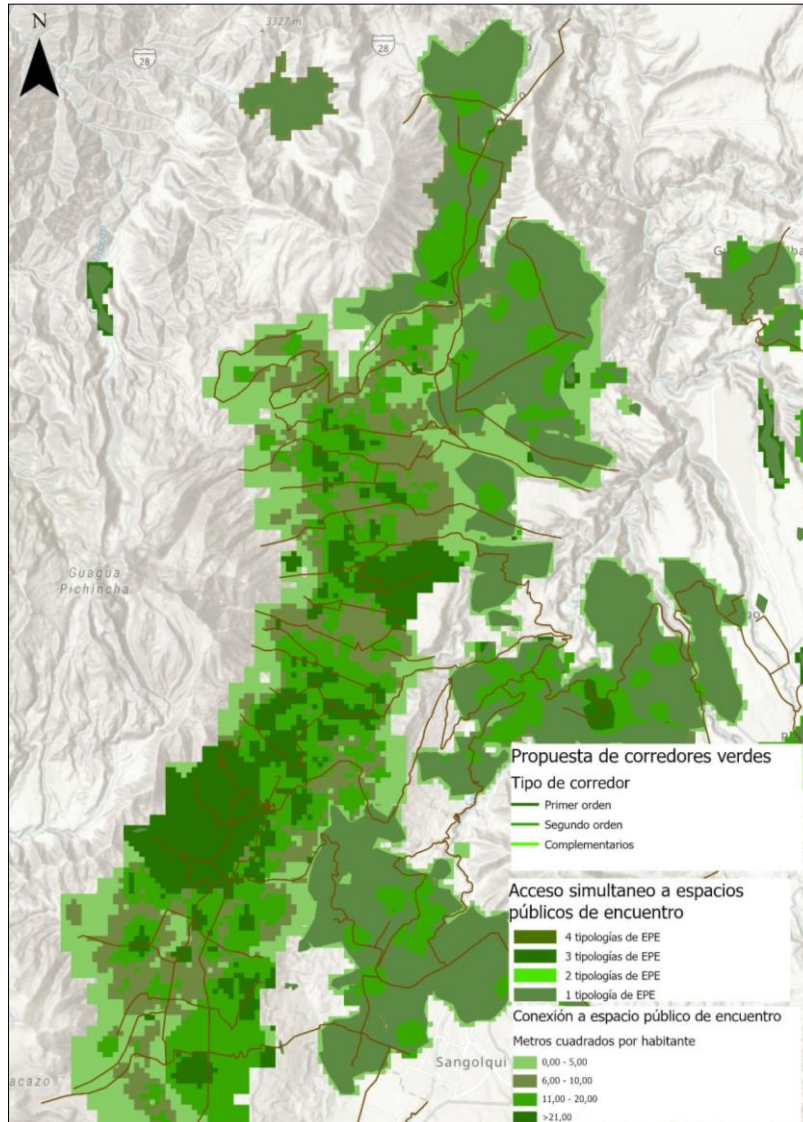 N
3327 m
28
28
Guagua
Pichincha
Sangolqui
acazo
Propuesta de corredores verdes
Tipo de corredor
Primer orden
Segundo orden
Complementarios
Acceso simultaneo a espacios
públicos de encuentro
4 tipologías de EPE
3 tipologías de EPE
2 tipologías de EPE
1 tipología de EPE
Conexión a espacio público de encuentro
Metros cuadrados por habitante
0,00 - 5,00
6,00 - 10,00
11,00 - 20,00
>21,00